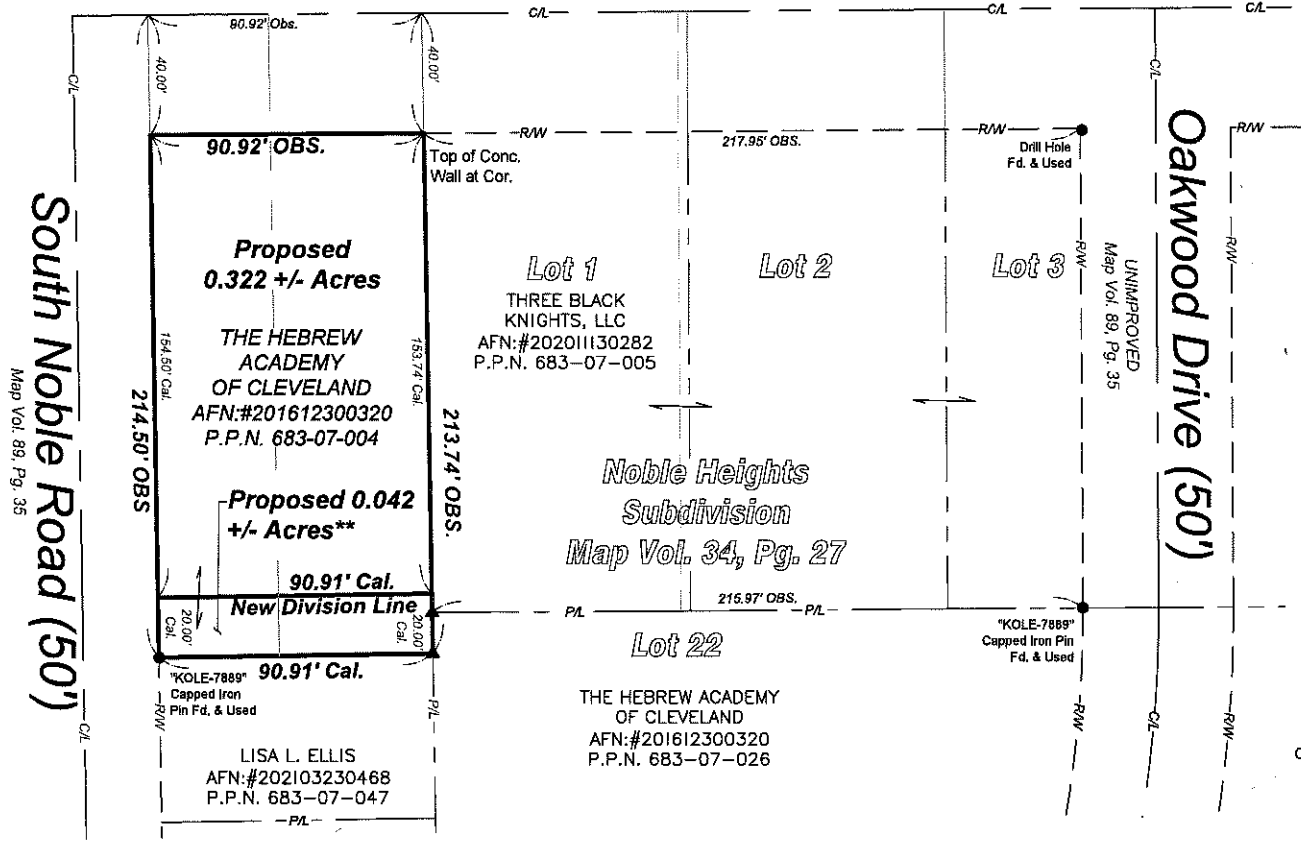 C/L
C/L
C/L
90.92' Obs.
40.00'
40.00'
C/L
C/L
R/W
R/W
R/W
90.92' OBS.
217.95' OBS.
Top of Conc.
Wall at Cor.
Drill Hole
Fd. & Used
Oakwood Drive (50')
UNIMPROVED
Map Vol. 89, Pg. 35
R/W
R/W
South Noble Road (50')
Map Vol. 89, Pg. 35
Proposed
0.322 +/- Acres
THE HEBREW
ACADEMY
OF CLEVELAND
AFN:#201612300320
P.P.N. 683-07-004
154.50' Cal.
153.74' Cal.
214.50' OBS
213.74' OBS.
Lot 1
THREE BLACK
KNIGHTS, LLC
AFN:#202011130282
P.P.N. 683-07-005
Lot 2
Lot 3
Noble Heights
Subdivision
Map Vol. 34, Pg. 27
Proposed 0.042
+/- Acres**
90.91' Cal.
New Division Line
20.00'
Cal.
20.00'
Cal.
90.91' Cal.
P/L
215.97' OBS.
P/L
Lot 22
THE HEBREW ACADEMY
OF CLEVELAND
AFN:#201612300320
P.P.N. 683-07-026
"KOLE-7889"
Capped Iron Pin
Fd. & Used
"KOLE-7889"
Capped Iron
Pin Fd. & Used
R/W
P/L
C/L
R/W
C/L
R/W
LISA L. ELLIS
AFN:#202103230468
P.P.N. 683-07-047
P/L